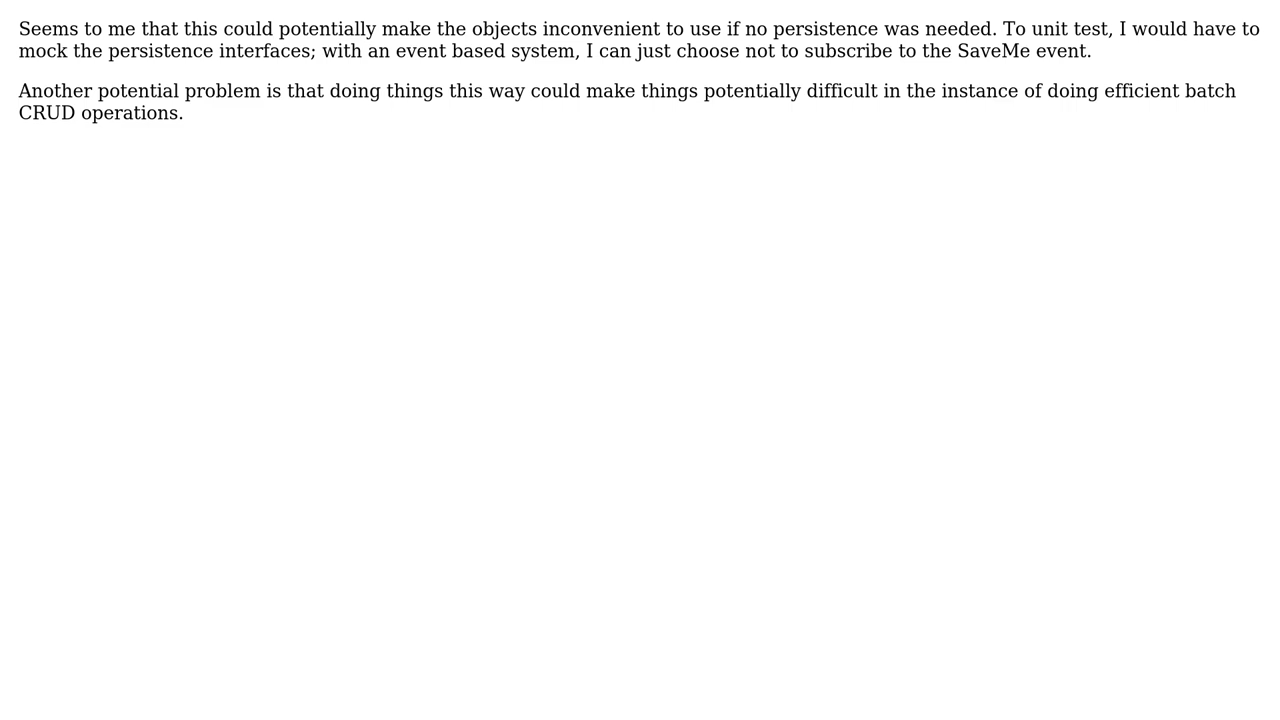 Seems to me that this could potentially make the objects inconvenient to use if no persistence was needed. To unit test, I would have to
mock the persistence interfaces; with an event based system, I can just choose not to subscribe to the SaveMe event.
Another potential problem is that doing things this way could make things potentially difficult in the instance of doing efficient batch
CRUD operations.